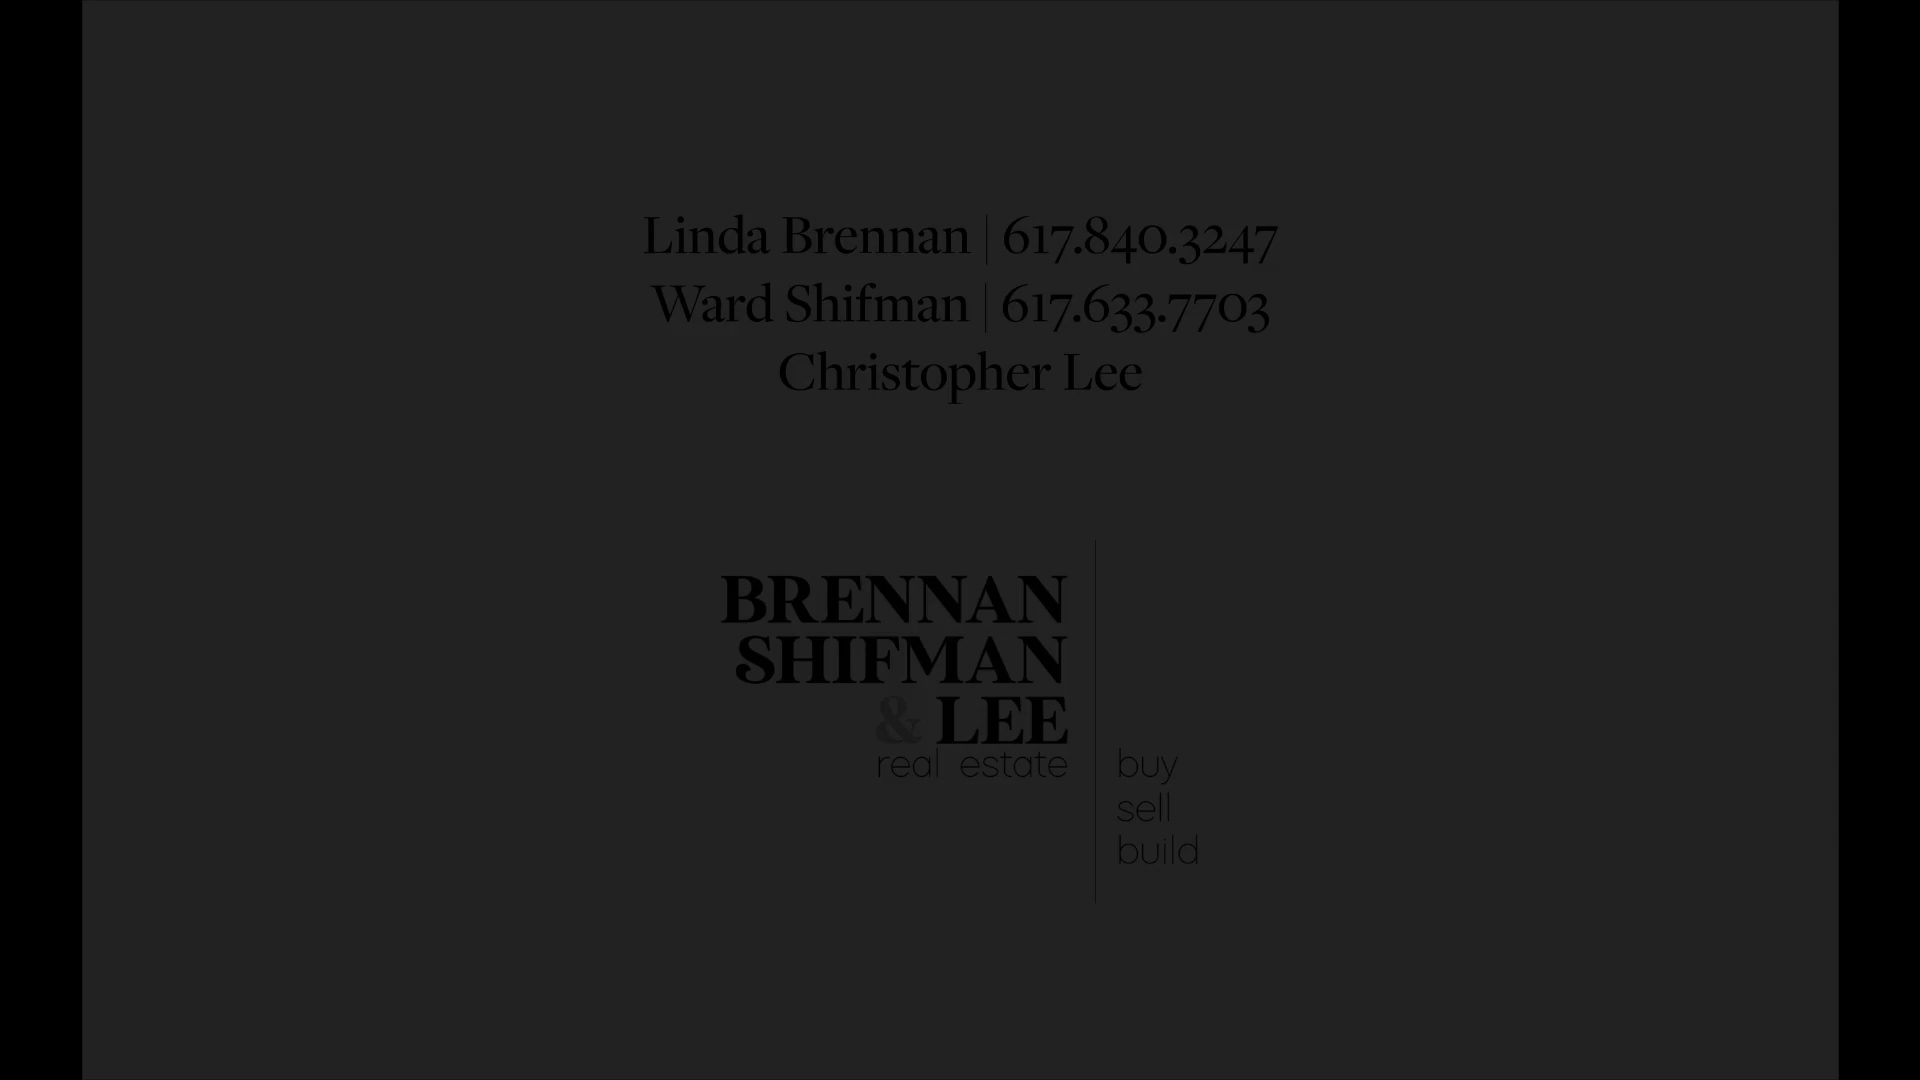 Linda Brennan | 617.840.3247
Ward Shifman | 617.633.7703
Christopher Lee
BRENNAN
SHIFMAN
& LEE
real estate
buy
sell
build